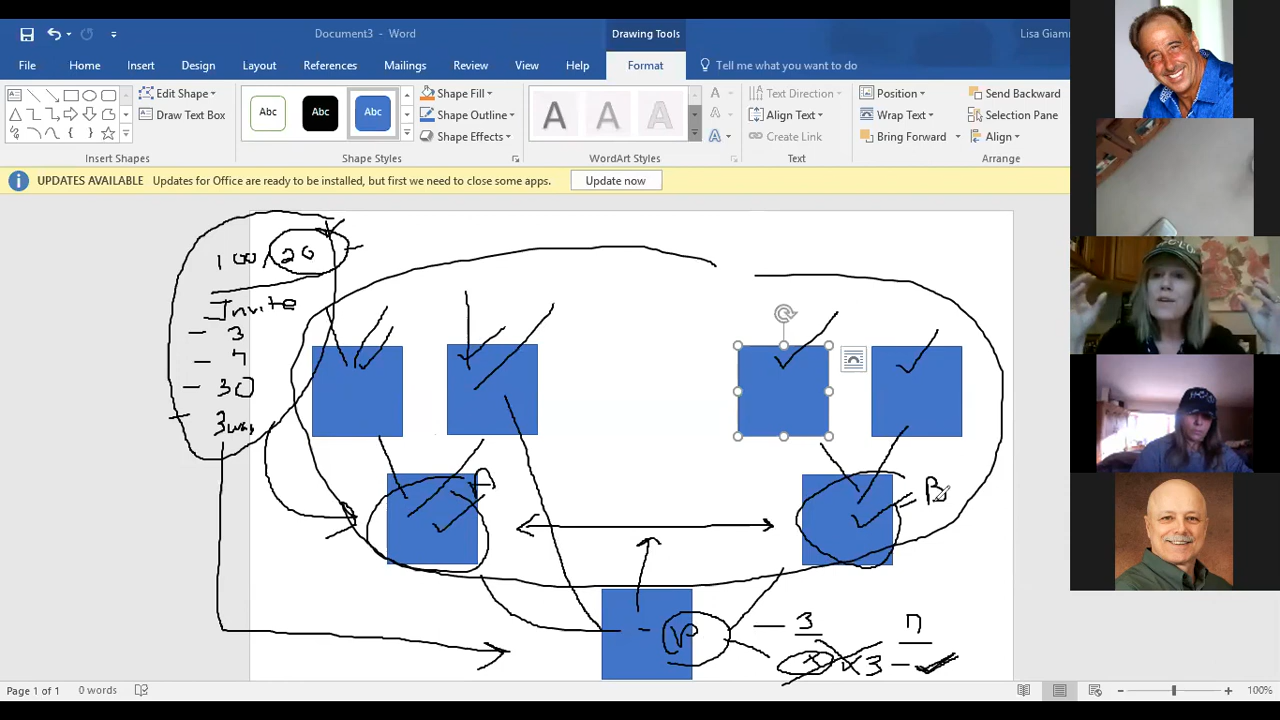 Document3 - Word
Drawing Tools
Lisa Giam
File Home Insert Design Layout References Mailings Review View Help Format Tell me what you want to do
Edit Shape
Draw Text Box
Insert Shapes
Abc Abc Abc
Shape Fill
Shape Outline
Shape Effects
Shape Styles
A A A
WordArt Styles
A
A
A
Text Direction
Align Text
Create Link
Text
Position
Wrap Text
Bring Forward
Send Backward
Selection Pane
Align
Arrange
UPDATES AVAILABLE Updates for Office are ready to be installed, but first we need to close some apps. Update now
100/20
Invite
- 3
- 7
- 30
- 3way
A
B
- 3 7
x3 -
Page 1 of 1 0 words
100%